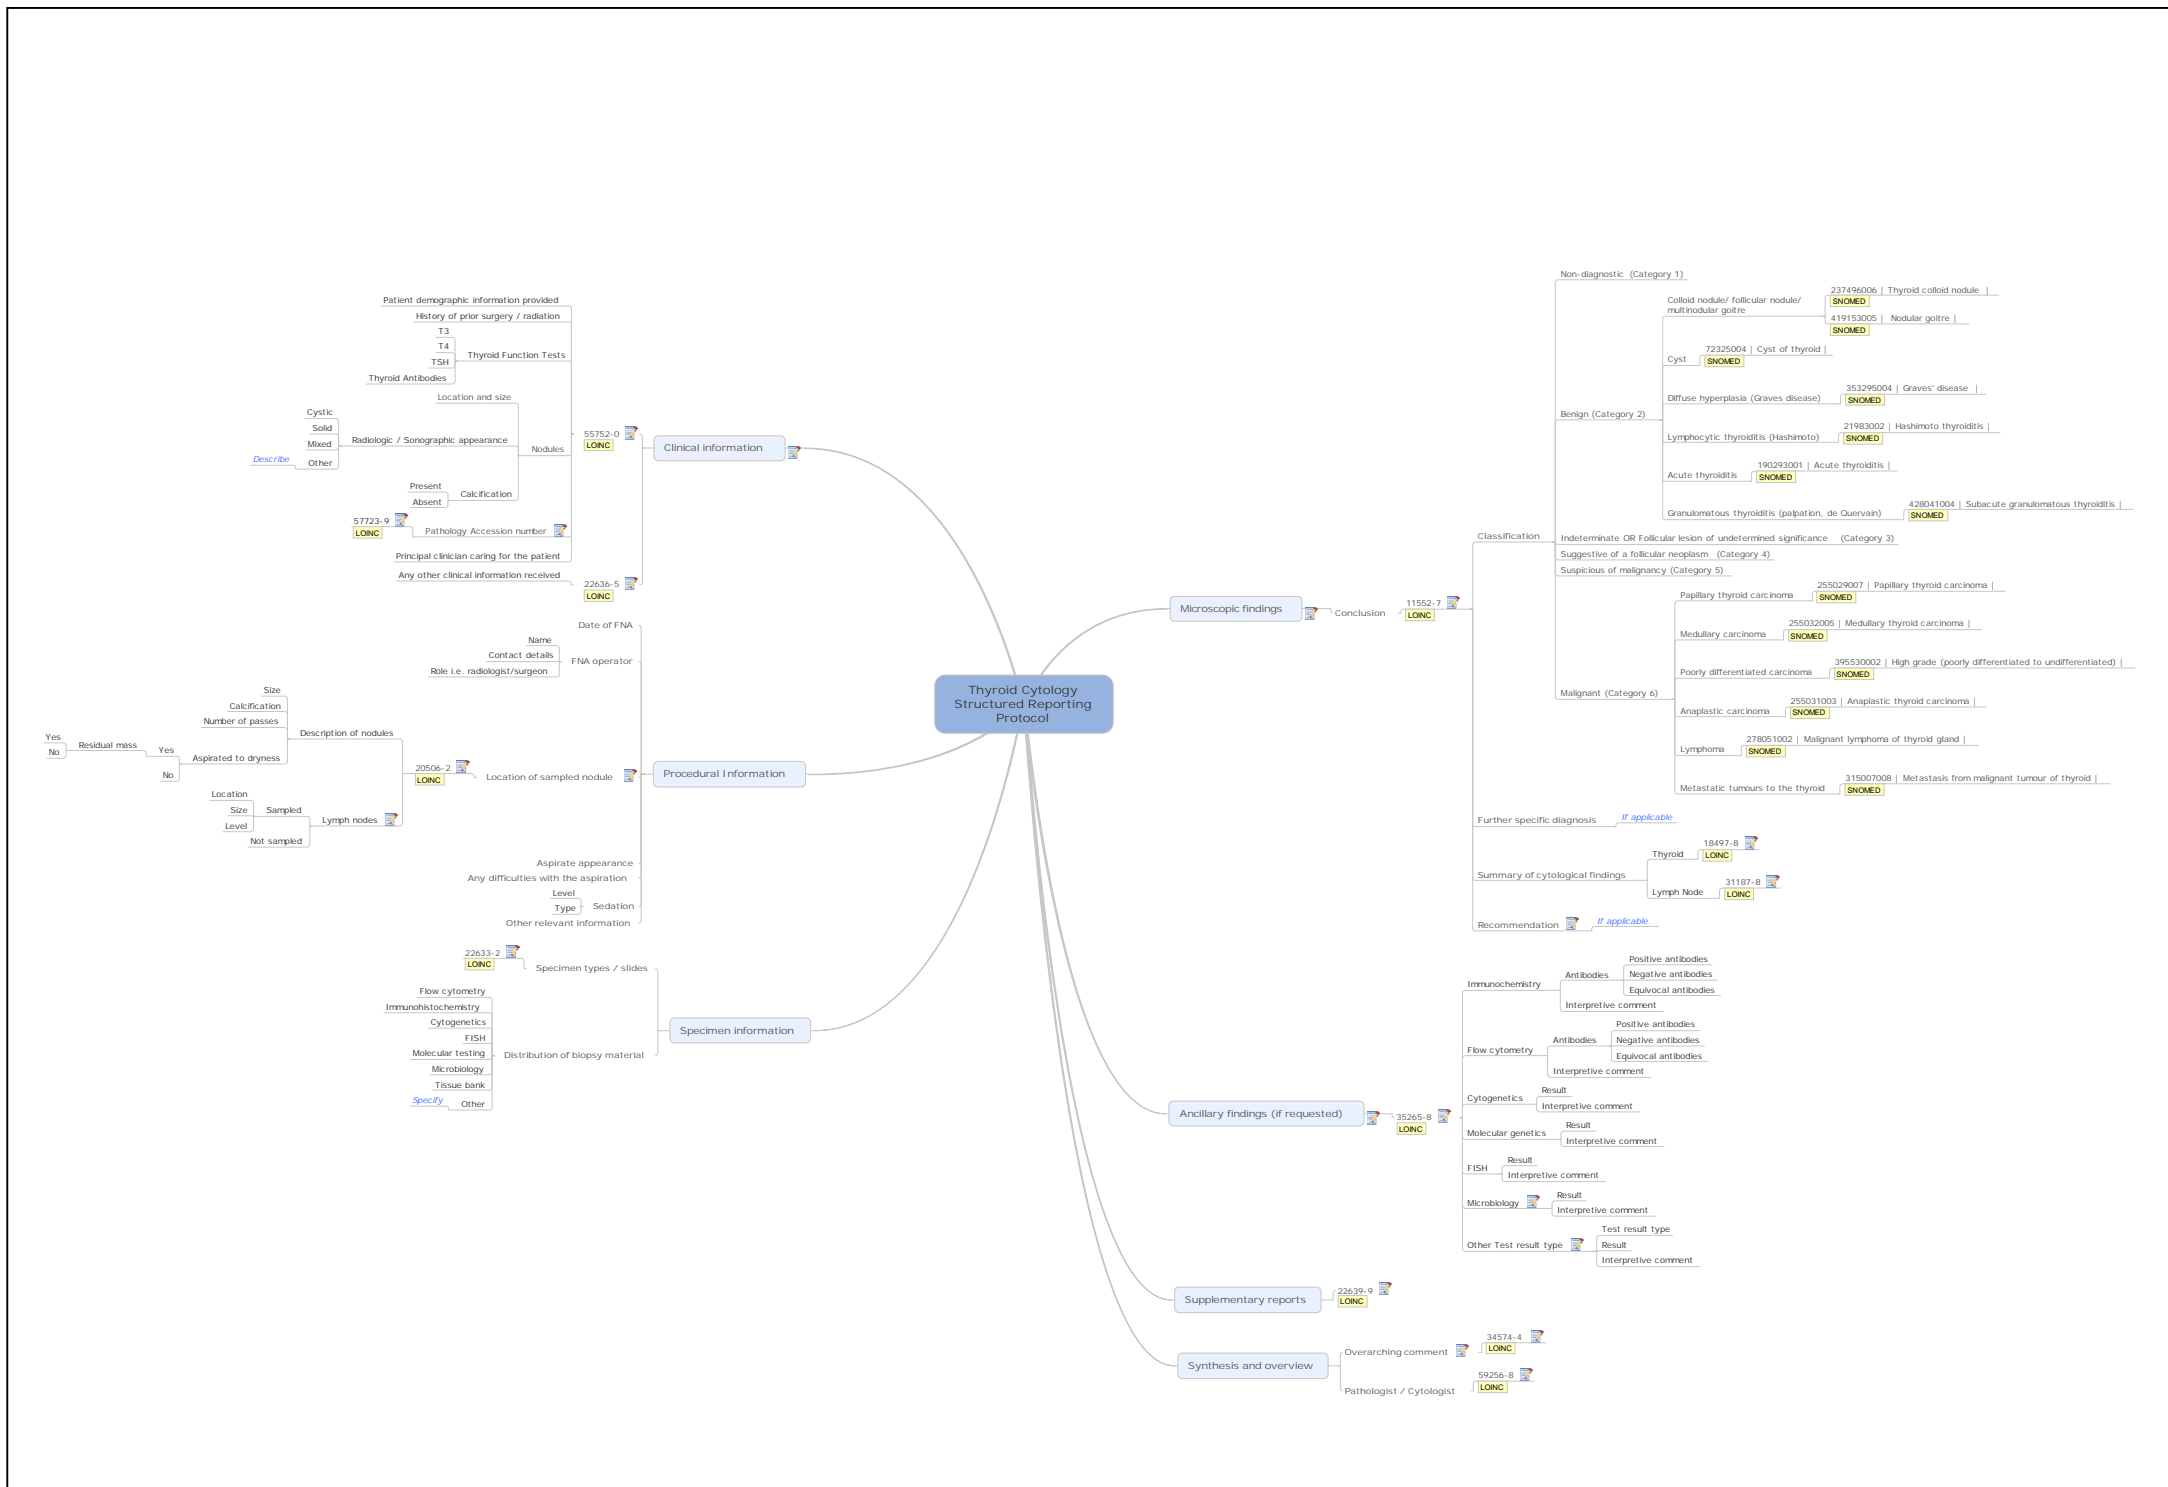 Thyroid Cytology
Structured Reporting
Protocol
Clinical information
55752-0
LOINC
Patient demographic information provided
History of prior surgery / radiation
Thyroid Function Tests
T3
T4
TSH
Thyroid Antibodies
Nodules
Location and size
Radiologic / Sonographic appearance
Cystic
Solid
Mixed
Other
Describe
Calcification
Present
Absent
Pathology Accession number
57723-9
LOINC
Principal clinician caring for the patient
22636-5
LOINC
Any other clinical information received
Procedural Information
Date of FNA
FNA operator
Name
Contact details
Role i.e. radiologist/surgeon
Location of sampled nodule
20506-2
LOINC
Description of nodules
Size
Calcification
Number of passes
Aspirated to dryness
Yes
Residual mass
Yes
No
No
Lymph nodes
Sampled
Location
Size
Level
Not sampled
Aspirate appearance
Any difficulties with the aspiration
Sedation
Level
Type
Other relevant information
Specimen information
Specimen types / slides
22633-2
LOINC
Distribution of biopsy material
Flow cytometry
Immunohistochemistry
Cytogenetics
FISH
Molecular testing
Microbiology
Tissue bank
Other
Specify
Microscopic findings
Conclusion
11552-7
LOINC
Classification
Non-diagnostic (Category 1)
Benign (Category 2)
Colloid nodule/ follicular nodule/
multinodular goitre
237496006 | Thyroid colloid nodule |
SNOMED
419153005 | Nodular goitre |
SNOMED
Cyst
72325004 | Cyst of thyroid |
SNOMED
Diffuse hyperplasia (Graves disease)
353295004 | Graves' disease |
SNOMED
Lymphocytic thyroiditis (Hashimoto)
21983002 | Hashimoto thyroiditis |
SNOMED
Acute thyroiditis
190293001 | Acute thyroiditis |
SNOMED
Granulomatous thyroiditis (palpation, de Quervain)
428041004 | Subacute granulomatous thyroiditis |
SNOMED
Indeterminate OR Follicular lesion of undetermined significance (Category 3)
Suggestive of a follicular neoplasm (Category 4)
Suspicious of malignancy (Category 5)
Malignant (Category 6)
Papillary thyroid carcinoma
255029007 | Papillary thyroid carcinoma |
SNOMED
Medullary carcinoma
255032005 | Medullary thyroid carcinoma |
SNOMED
Poorly differentiated carcinoma
395530002 | High grade (poorly differentiated to undifferentiated) |
SNOMED
Anaplastic carcinoma
255031003 | Anaplastic thyroid carcinoma |
SNOMED
Lymphoma
278051002 | Malignant lymphoma of thyroid gland |
SNOMED
Metastatic tumours to the thyroid
315007008 | Metastasis from malignant tumour of thyroid |
SNOMED
Further specific diagnosis
If applicable
Summary of cytological findings
Thyroid
18497-8
LOINC
Lymph Node
31187-8
LOINC
Recommendation
If applicable.
Ancillary findings (if requested)
35265-8
LOINC
Immunochemistry
Antibodies
Positive antibodies
Negative antibodies
Equivocal antibodies
Interpretive comment
Flow cytometry
Antibodies
Positive antibodies
Negative antibodies
Equivocal antibodies
Interpretive comment
Cytogenetics
Result
Interpretive comment
Molecular genetics
Result
Interpretive comment
FISH
Result
Interpretive comment
Microbiology
Result
Interpretive comment
Other Test result type
Test result type
Result
Interpretive comment
Supplementary reports
22639-9
LOINC
Synthesis and overview
Overarching comment
34574-4
LOINC
Pathologist / Cytologist
59256-8
LOINC